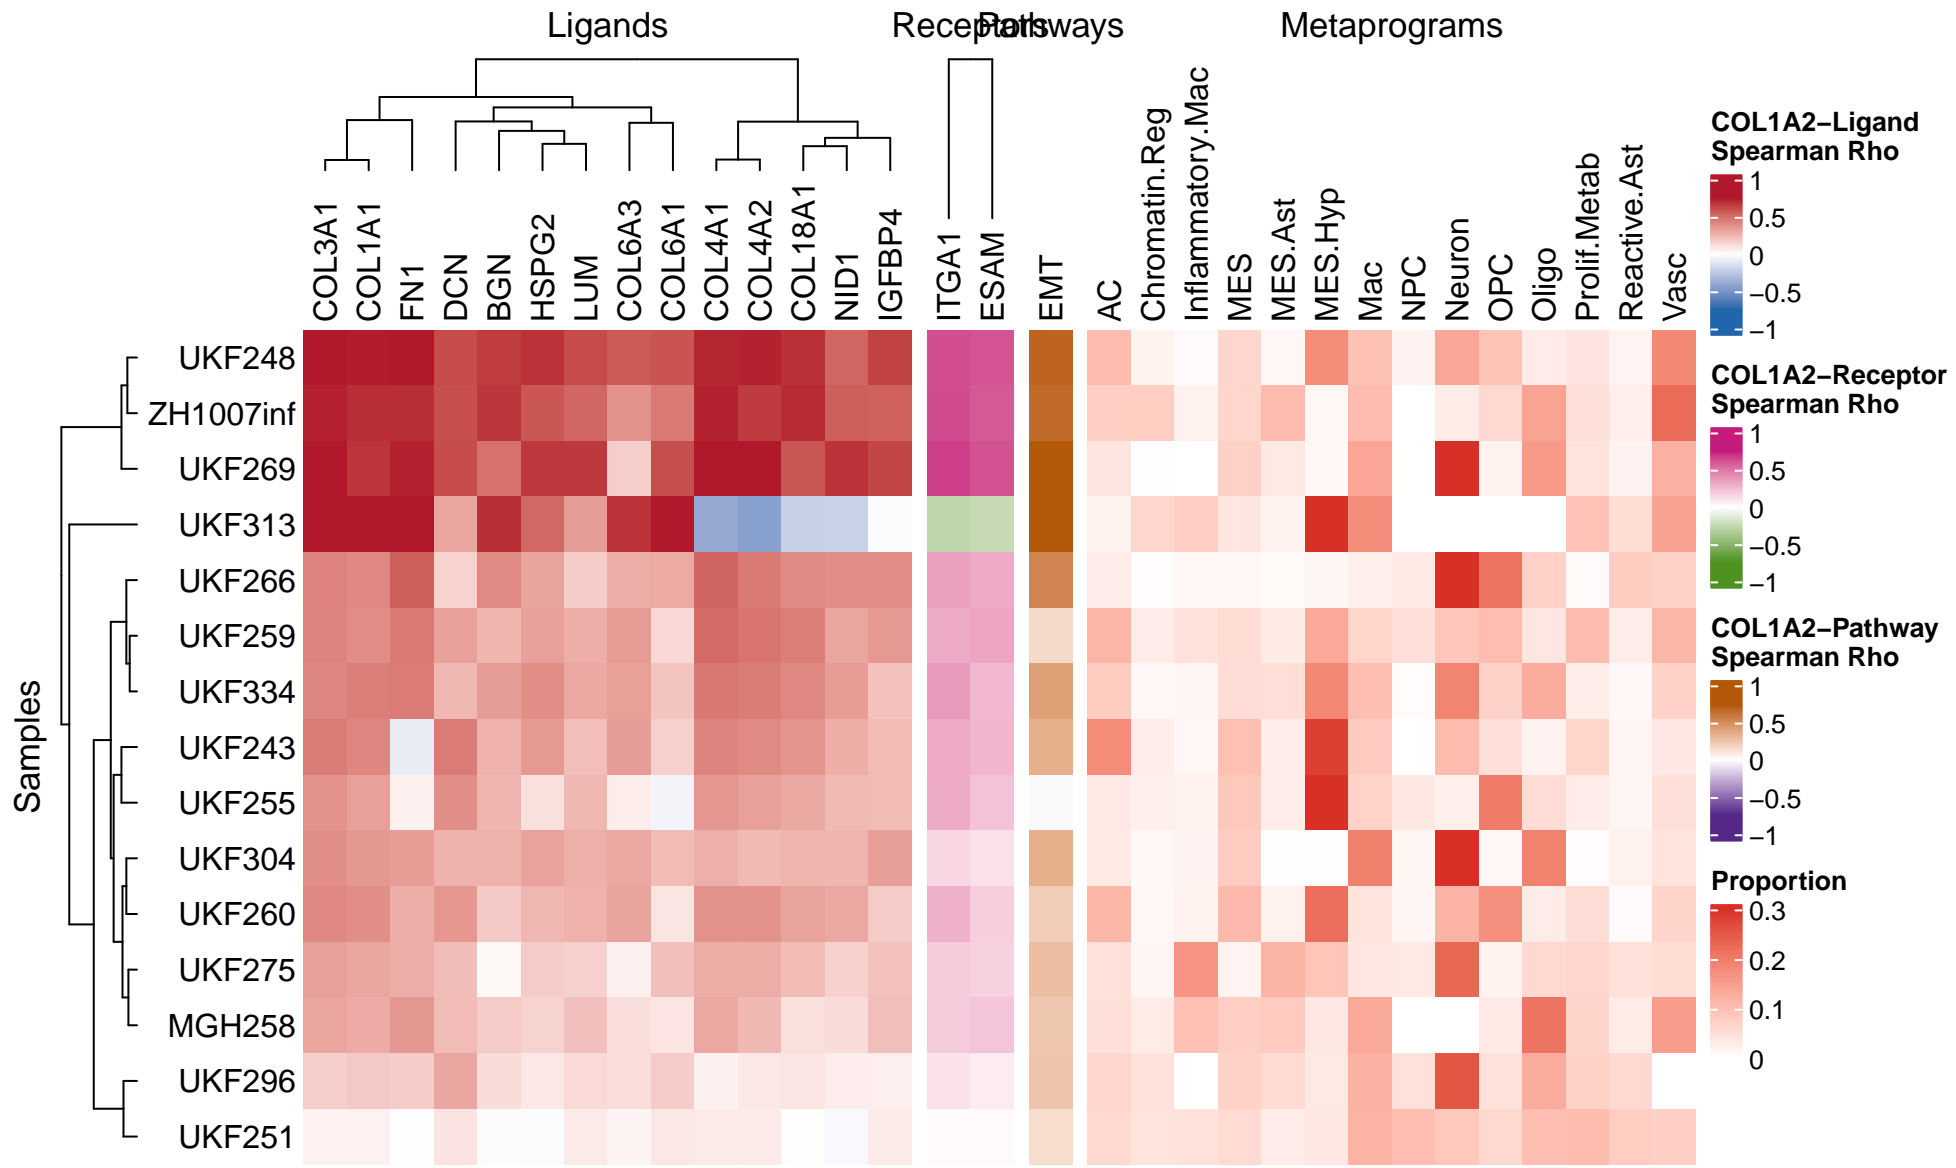 Ligands
Receptors
Pathways
Metaprograms
COL3A1
COL1A1
FN1
DCN
BGN
HSPG2
LUM
COL6A3
COL6A1
COL4A1
COL4A2
COL18A1
NID1
IGFBP4
ITGA1
ESAM
EMT
AC
Chromatin.Reg
Inflammatory.Mac
MES
MES.Ast
MES.Hyp
Mac
NPC
Neuron
OPC
Oligo
Prolif.Metab
Reactive.Ast
Vasc
Samples
UKF248
ZH1007inf
UKF269
UKF313
UKF266
UKF259
UKF334
UKF243
UKF255
UKF304
UKF260
UKF275
MGH258
UKF296
UKF251
COL1A2−Ligand
Spearman Rho
1
0.5
0
−0.5
−1
COL1A2−Receptor
Spearman Rho
1
0.5
0
−0.5
−1
COL1A2−Pathway
Spearman Rho
1
0.5
0
−0.5
−1
Proportion
0.3
0.2
0.1
0